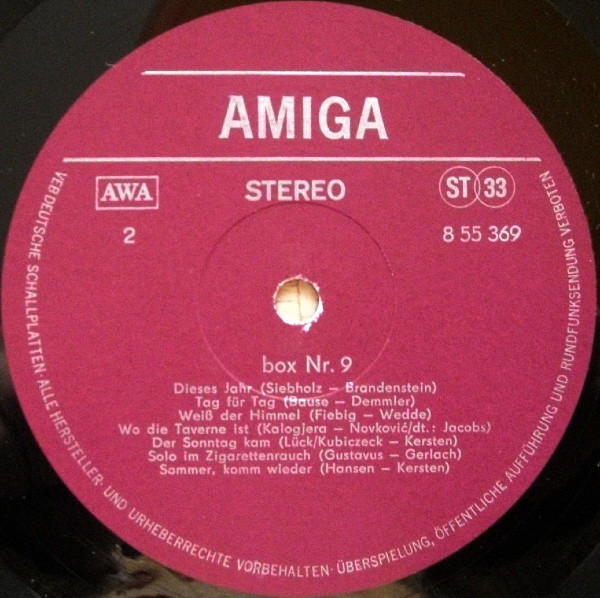 AMIGA
AWA
STEREO
ST 33
2
8 55 369
box Nr. 9
Dieses Jahr (Siebholz – Brandenstein)
Tag für Tag (Bause – Demmler)
Weiß der Himmel (Fiebig – Wedde)
Wo die Taverne ist (Kalogjera – Novković/dt.: Jacobs)
Der Sonntag kam (Lück/Kubiczeck – Kersten)
Solo im Zigarettenrauch (Gustavus – Gerlach)
Sommer, komm wieder (Hansen – Kersten)
VEB DEUTSCHE SCHALLPLATTEN · ALLE HERSTELLER- UND URHEBERRECHTE VORBEHALTEN · ÜBERSPIELUNG, ÖFFENTLICHE AUFFÜHRUNG UND RUNDFUNKSENDUNG VERBOTEN